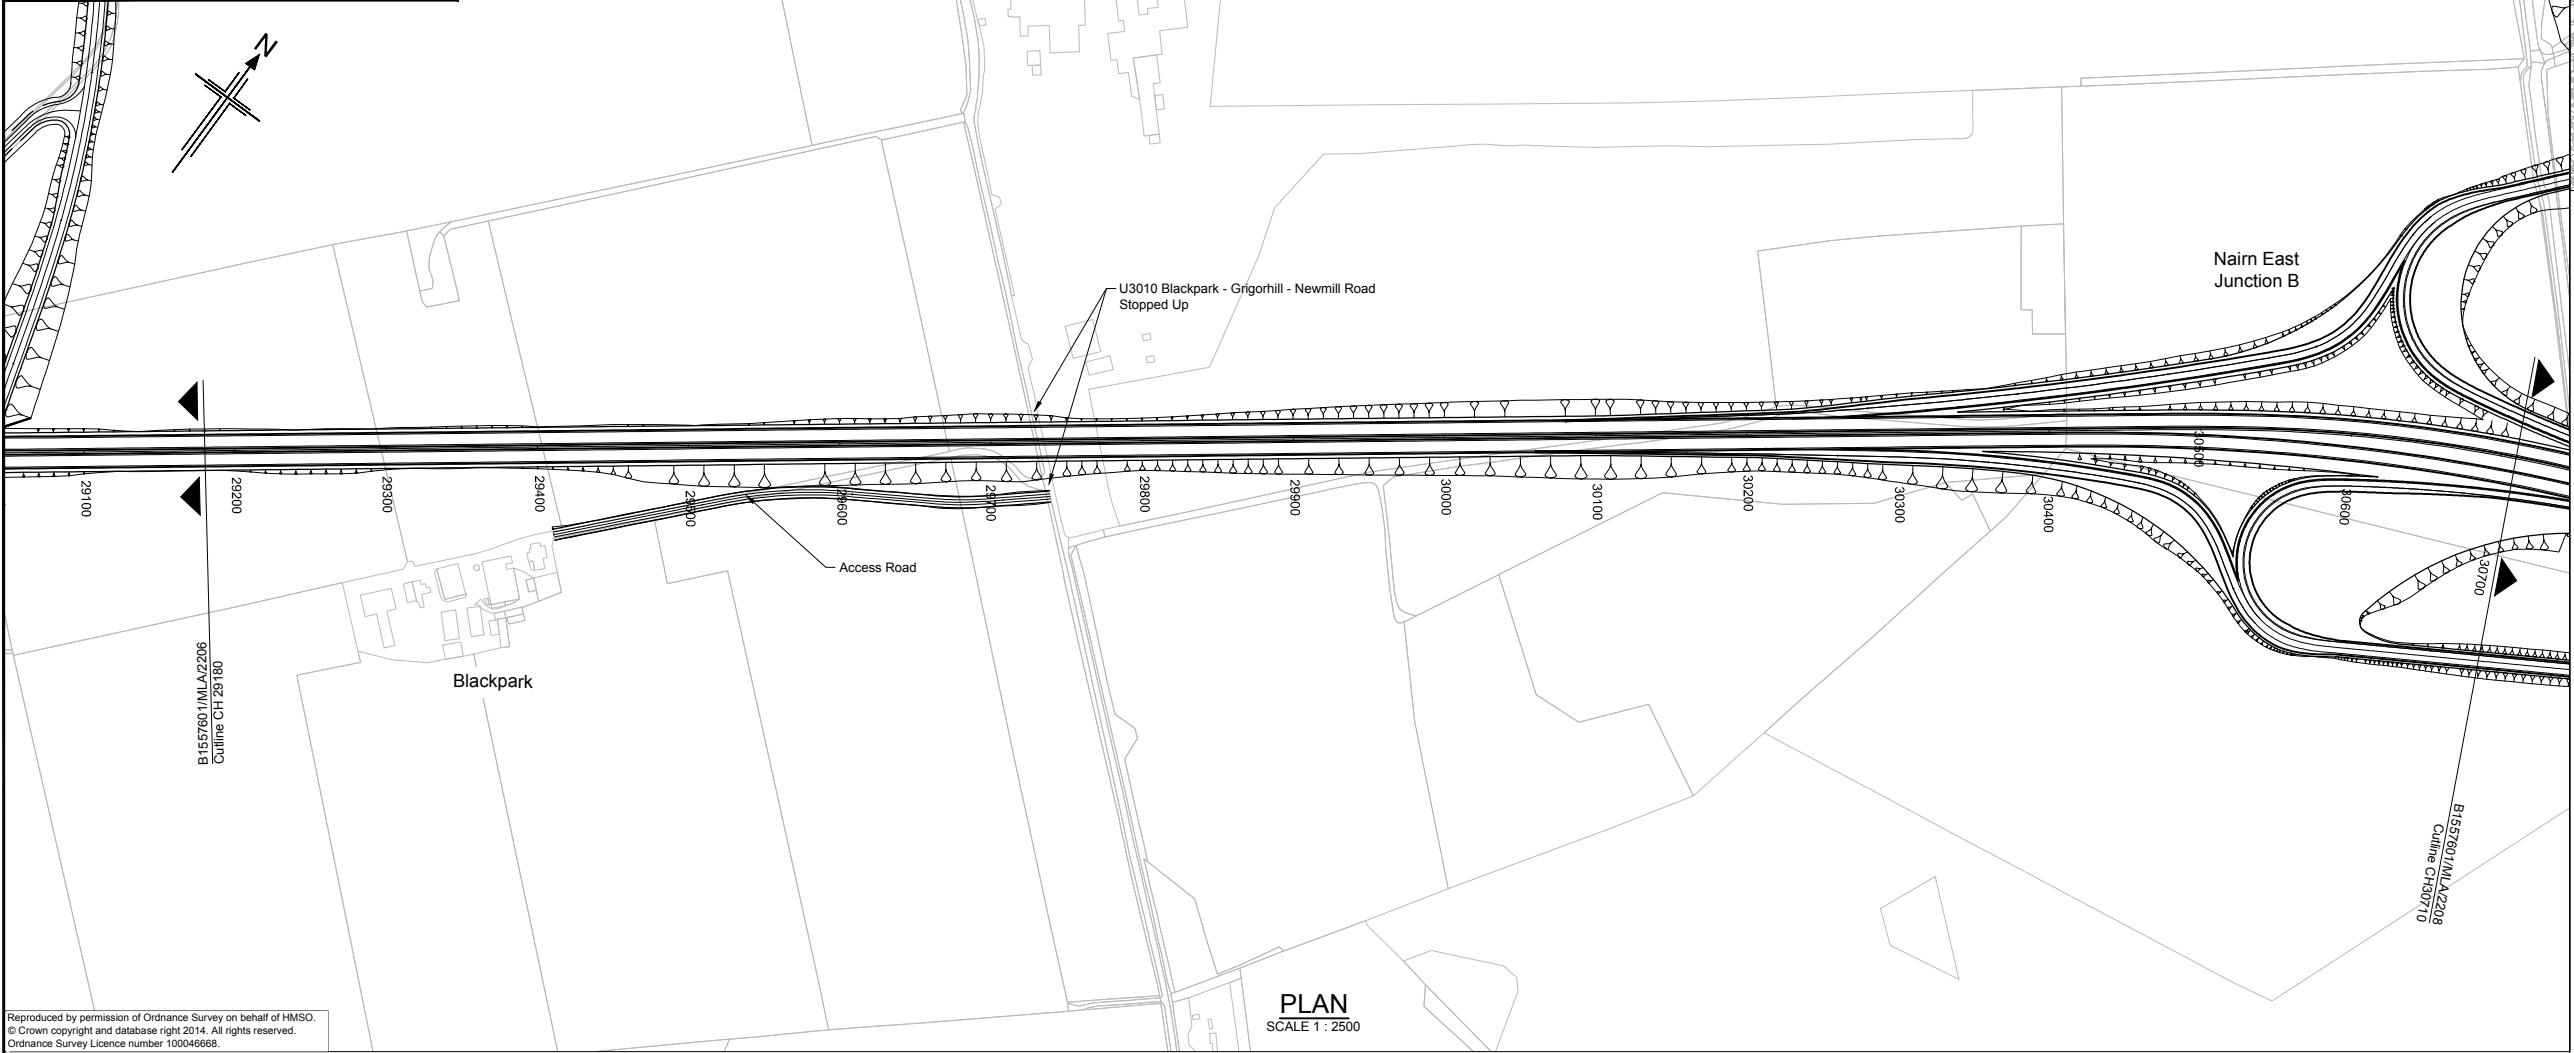 N
U3010 Blackpark - Grigorhill - Newmill Road
Stopped Up
Nairn East
Junction B
29100
29200
29300
29400
29500
29600
29700
29800
29900
30000
30100
30200
30300
30400
30500
30600
30700
Access Road
Blackpark
B1557601/MLA/2206
Cutline CH 29180
B1557601/MLA/2208
Cutline CH30710
PLAN
SCALE 1 : 2500
Reproduced by permission of Ordnance Survey on behalf of HMSO.
© Crown copyright and database right 2014. All rights reserved.
Ordnance Survey Licence number 100046668.